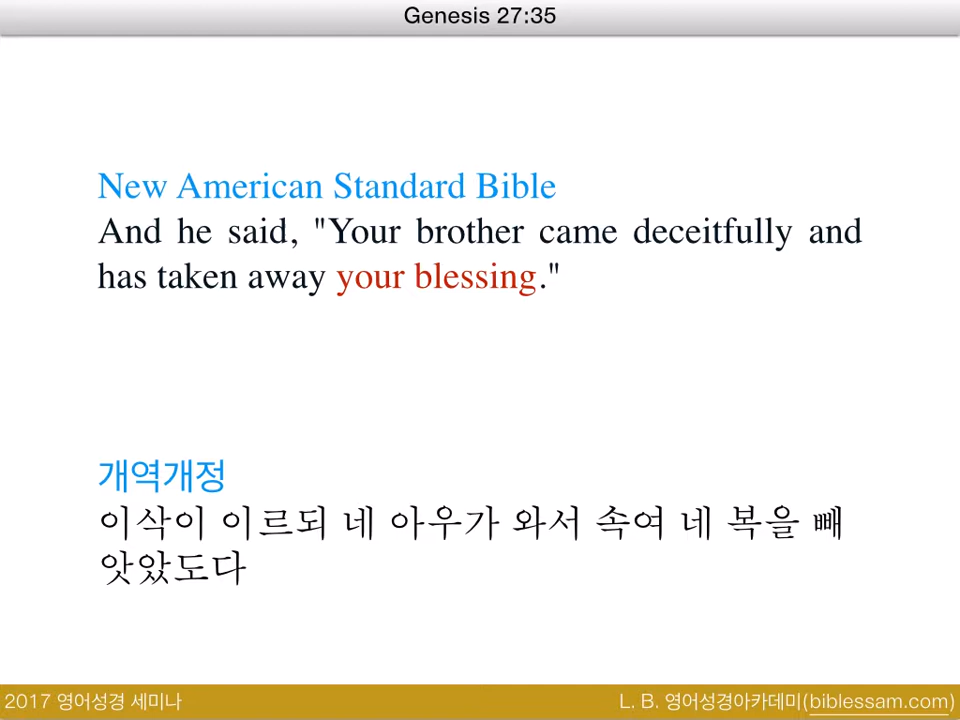 Genesis 27:35
New American Standard Bible
And he said, "Your brother came deceitfully and
has taken away your blessing."
개역개정
이삭이 이르되 네 아우가 와서 속여 네 복을 빼
앗았도다
2017 영어성경 세미나
L. B. 영어성경아카데미(biblessam.com)